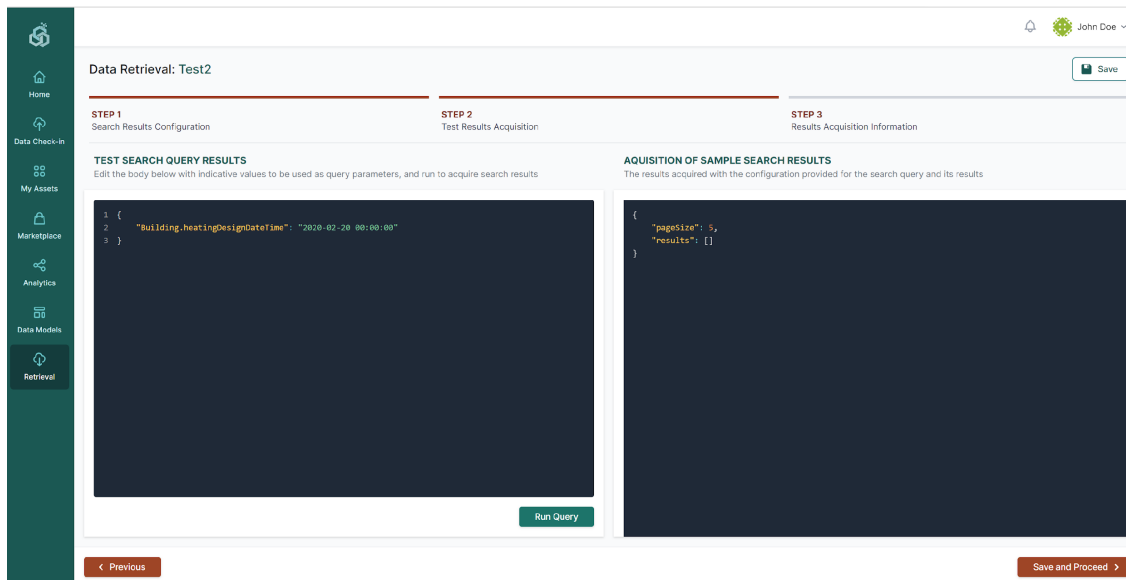 John Doe
Data Retrieval: Test2
Save
Home
Data Check-in
My Assets
Marketplace
Analytics
Data Models
Retrieval
STEP 1
Search Results Configuration
STEP 2
Test Results Acquisition
STEP 3
Results Acquisition Information
TEST SEARCH QUERY RESULTS
Edit the body below with indicative values to be used as query parameters, and run to acquire search results
1 {
2 "Building.heatingDesignDateTime": "2020-02-20 00:00:00"
3 }
Run Query
AQUISITION OF SAMPLE SEARCH RESULTS
The results acquired with the configuration provided for the search query and its results
{
"pageSize": 5,
"results": []
}
Previous
Save and Proceed